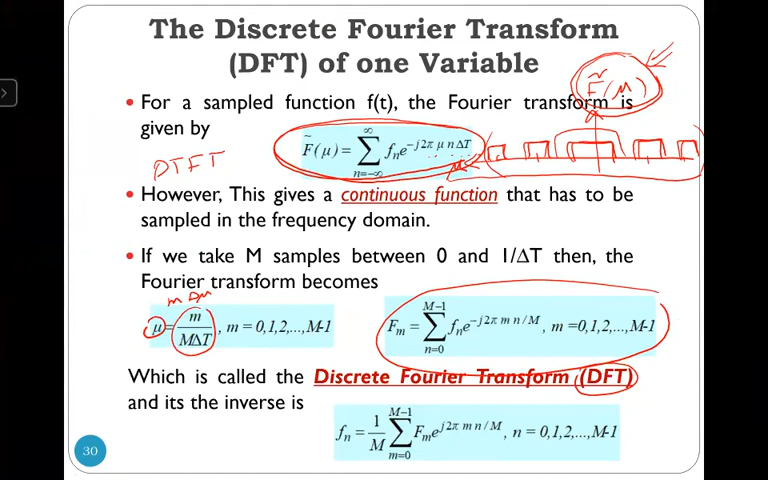 The Discrete Fourier Transform
(DFT) of one Variable
F̃(μ)
• For a sampled function f(t), the Fourier transform is
given by
F̃(μ) = ∑_{n=-∞}^{∞} f_n e^{-j2π μ n ΔT}
DTFT
• However, This gives a continuous function that has to be
sampled in the frequency domain.
• If we take M samples between 0 and 1/ΔT then, the
Fourier transform becomes
μ = m/(MΔT) , m = 0,1,2,...,M-1
F_m = ∑_{n=0}^{M-1} f_n e^{-j2π m n/M}, m =0,1,2,...,M-1
Which is called the Discrete Fourier Transform (DFT)
and its the inverse is
f_n = 1/M ∑_{m=0}^{M-1} F_m e^{j2π m n/M} , n = 0,1,2,...,M-1
30